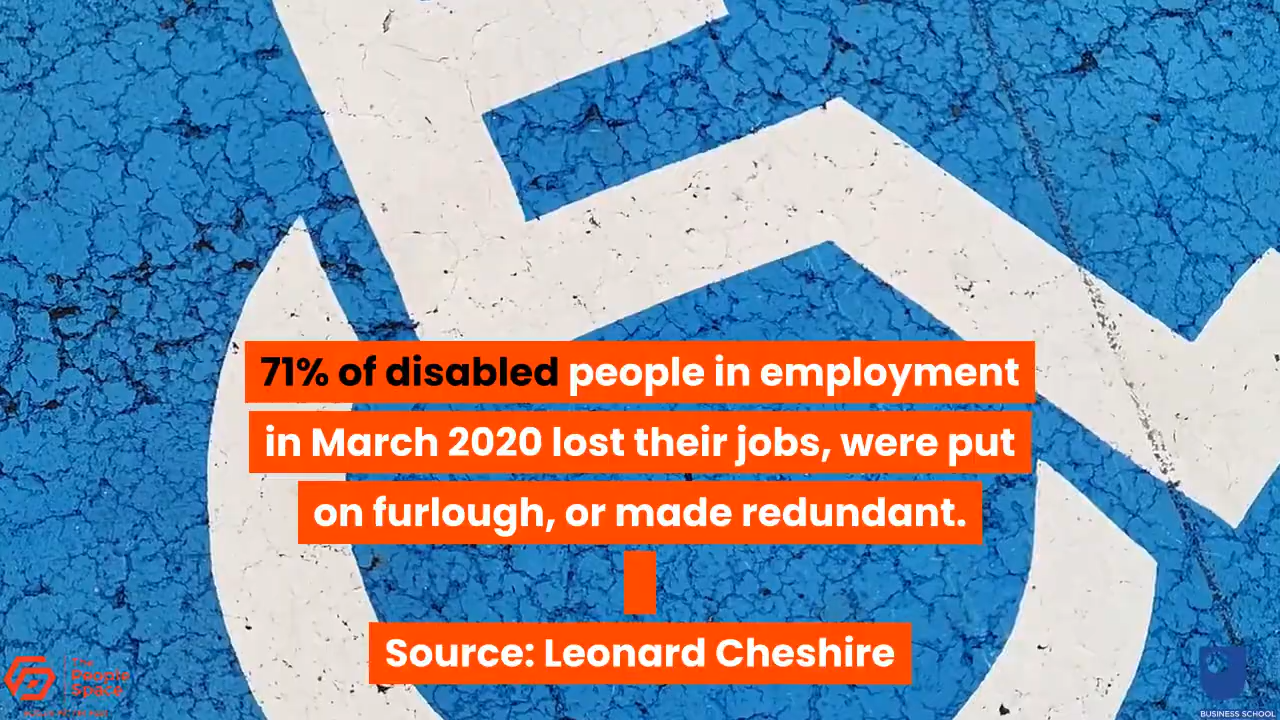 71% of disabled people in employment
in March 2020 lost their jobs, were put
on furlough, or made redundant.
Source: Leonard Cheshire
The
People
Space
BUSINESS SCHOOL